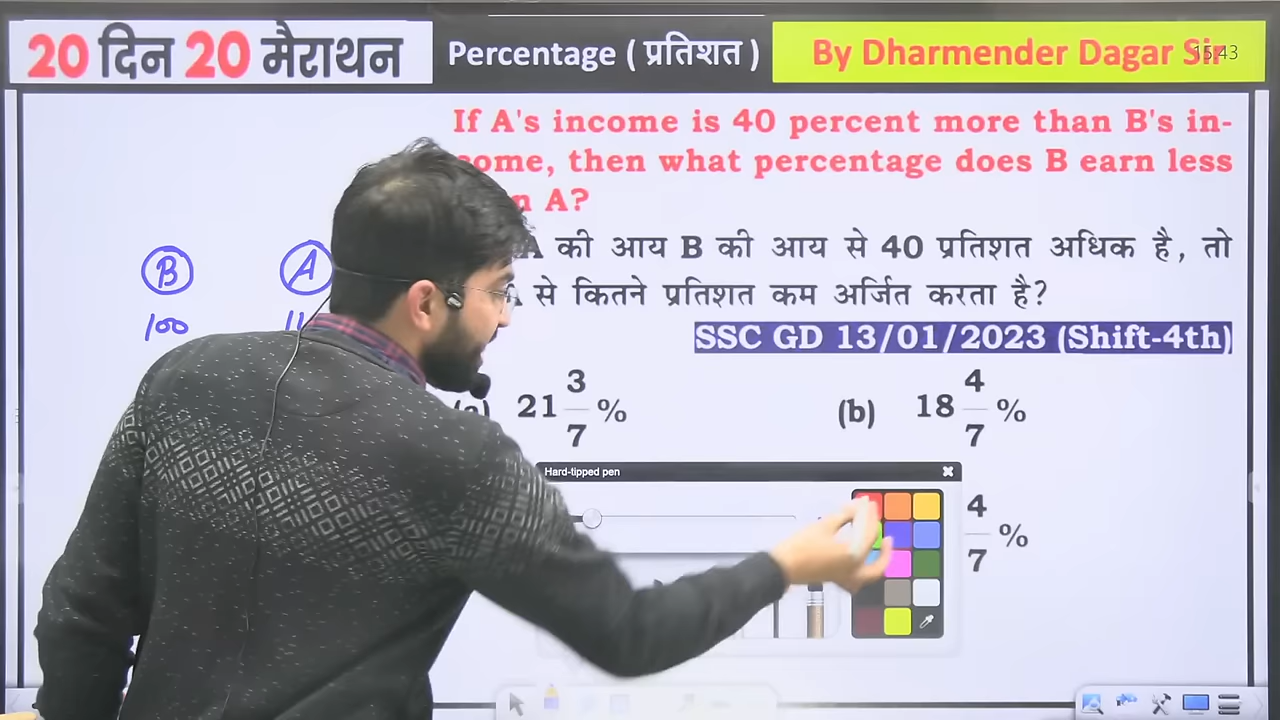 20 दिन 20 मैराथन
Percentage ( प्रतिशत )
By Dharmender Dagar Sir
15:43
If A's income is 40 percent more than B's in-
come, then what percentage does B earn less
A?
A की आय B की आय से 40 प्रतिशत अधिक है, तो
से कितने प्रतिशत कम अर्जित करता है?
SSC GD 13/01/2023 (Shift-4th)
B A
100
(a) 21 3/7 % (b) 18 4/7 %
Hard-tipped pen
4/7 %